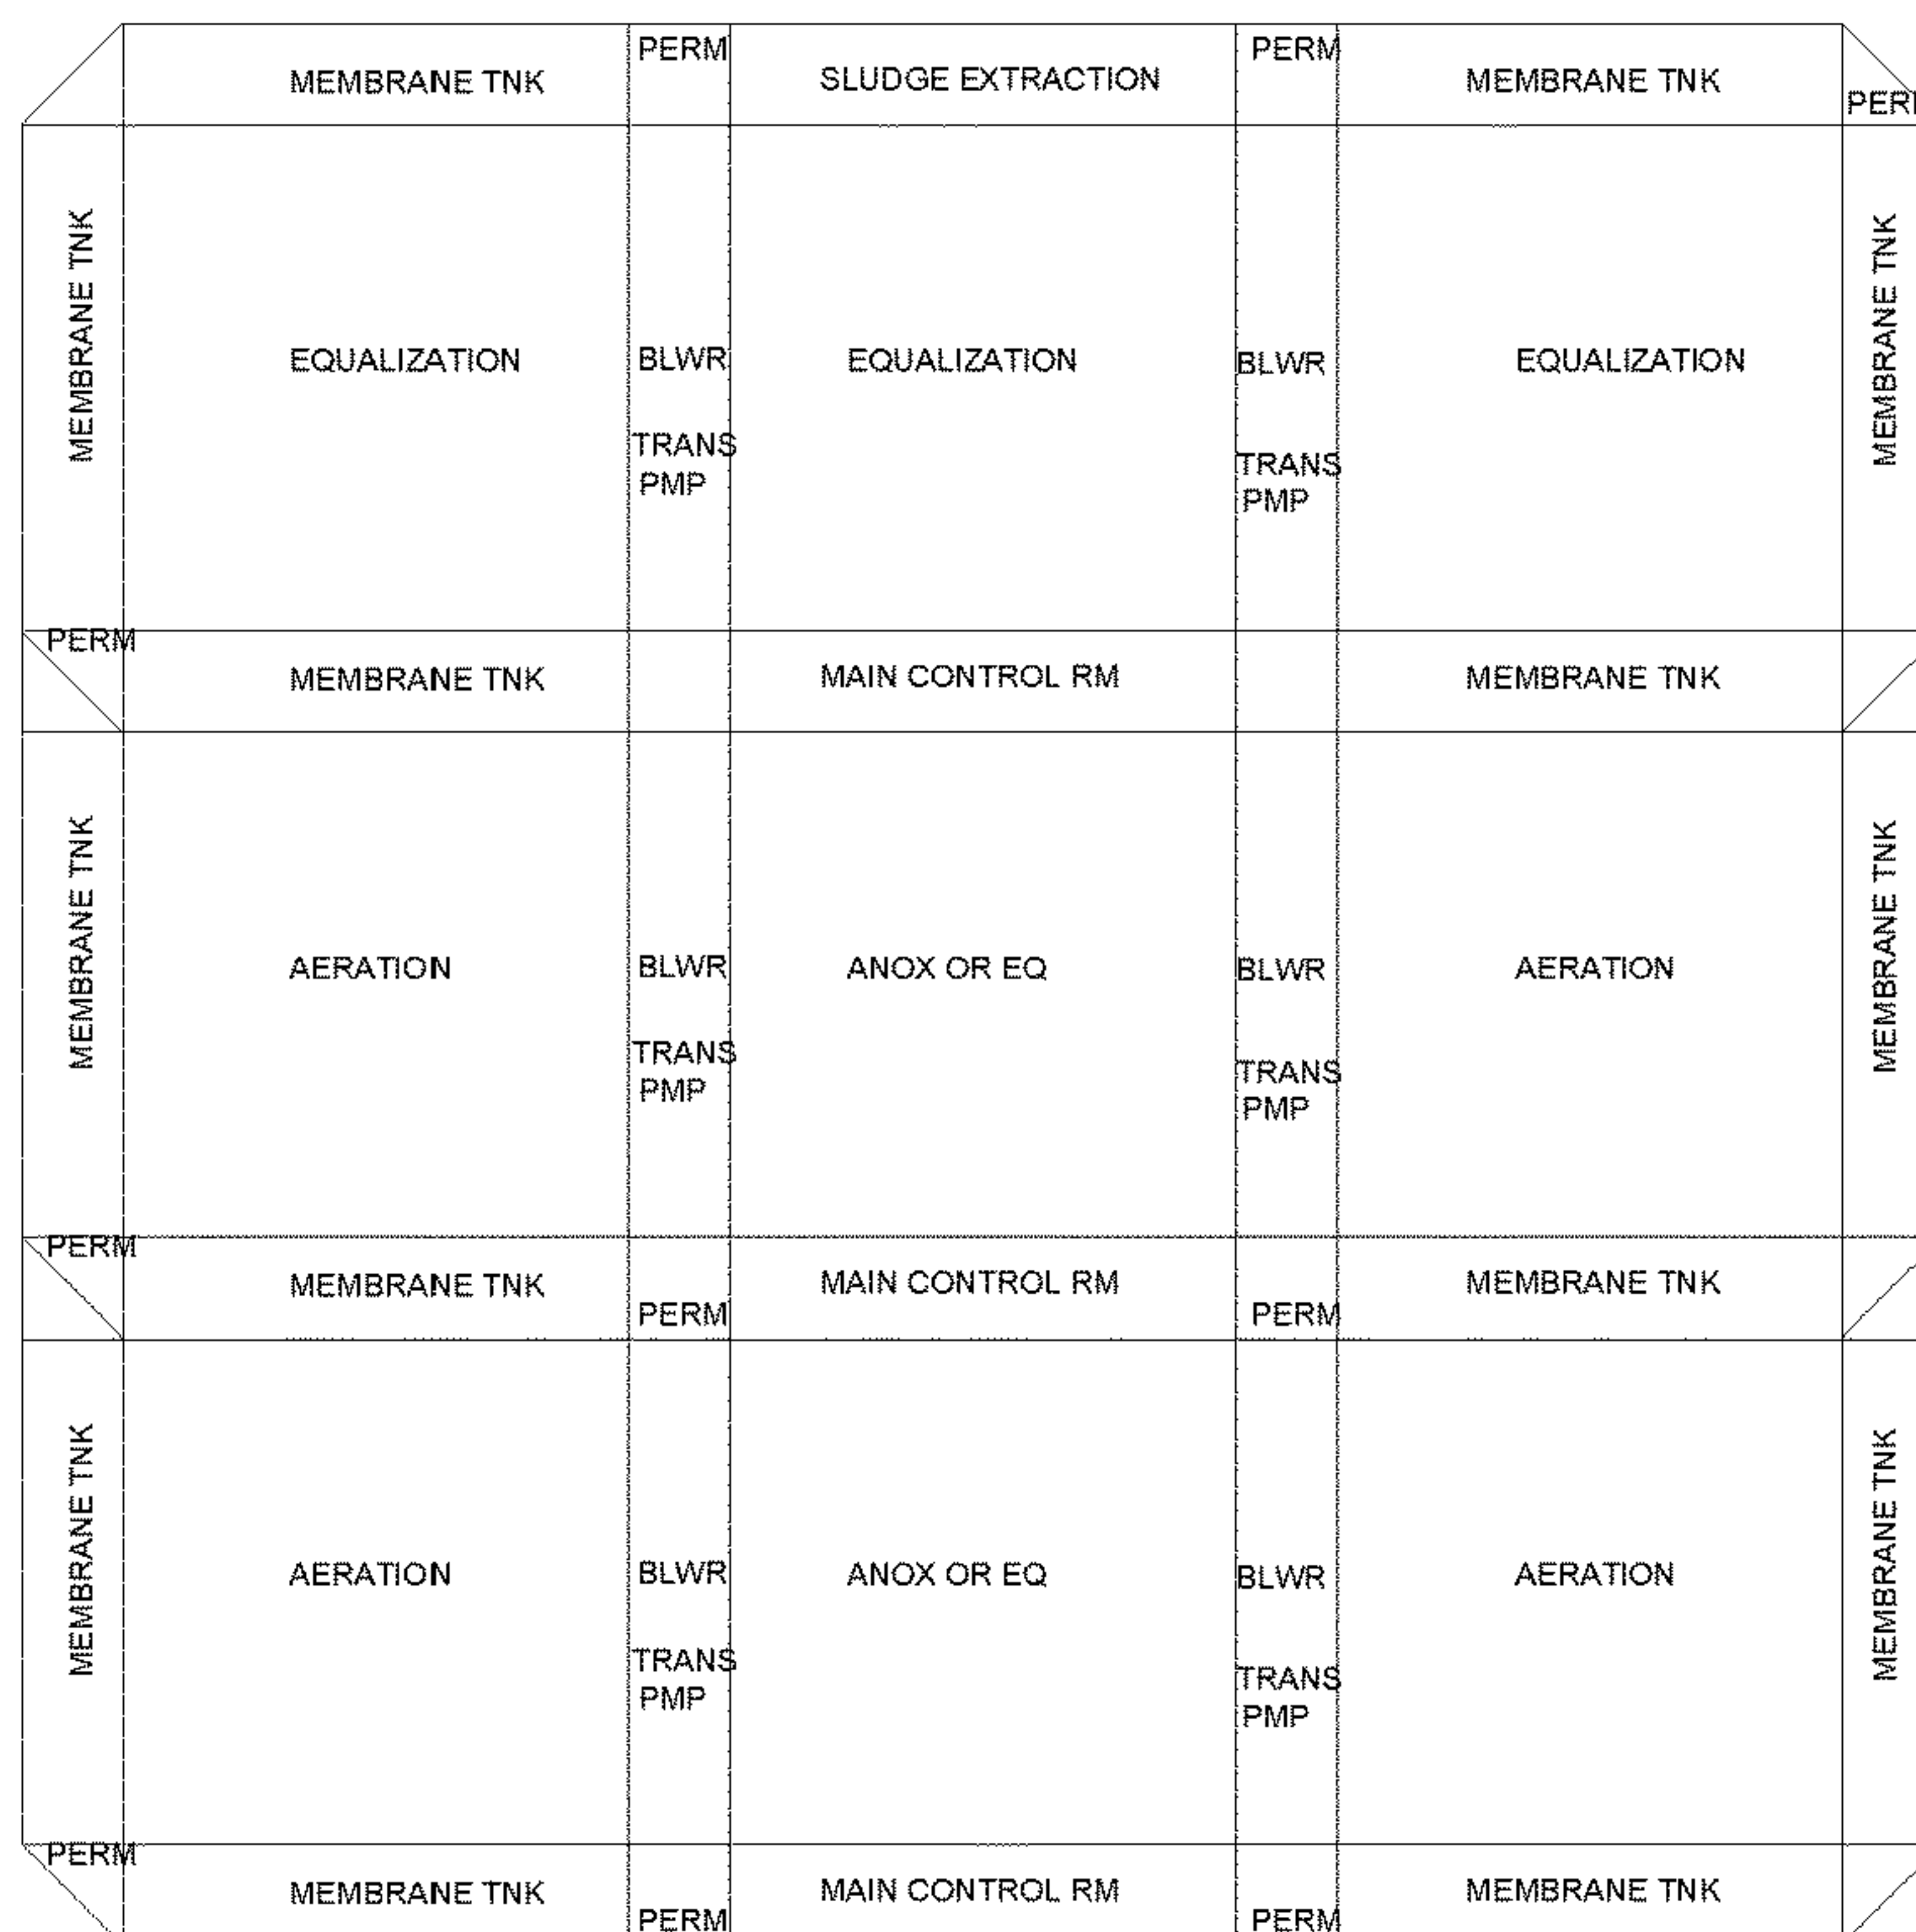 PERM
PERM
MEMBRANE TNK
SLUDGE EXTRACTION
MEMBRANE TNK
MEMBRANE TNK
EQUALIZATION
BLWR
EQUALIZATION
BLWR
EQUALIZATION
MEMBRANE TNK
TRANS
PMP
TRANS
PMP
PERM
MEMBRANE TNK
MAIN CONTROL RM
MEMBRANE TNK
MEMBRANE TNK
AERATION
BLWR
ANOX OR EQ
BLWR
AERATION
MEMBRANE TNK
TRANS
PMP
TRANS
PMP
PERM
MEMBRANE TNK
MAIN CONTROL RM
MEMBRANE TNK
PERM
PERM
MEMBRANE TNK
AERATION
BLWR
ANOX OR EQ
BLWR
AERATION
MEMBRANE TNK
TRANS
PMP
TRANS
PMP
PERM
MEMBRANE TNK
MAIN CONTROL RM
MEMBRANE TNK
PERM
PERM